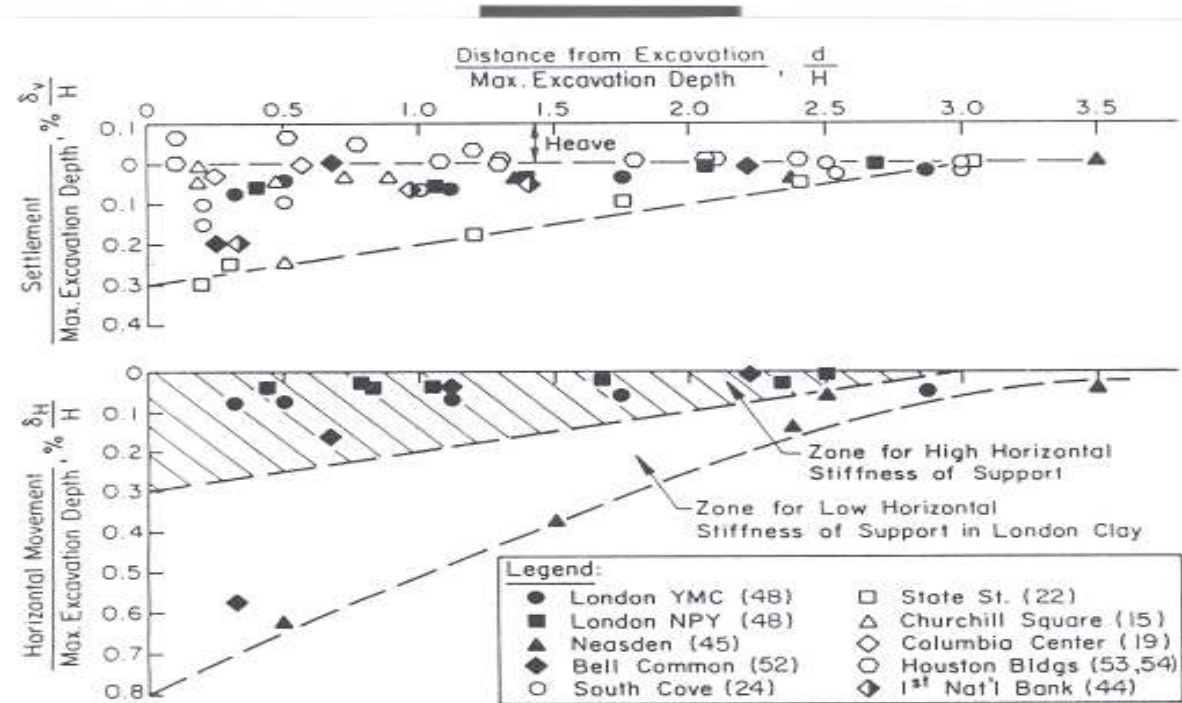 Distance from Excavation
Max. Excavation Depth , d/H
0 0.5 1.0 1.5 2.0 2.5 3.0 3.5
Settlement
Max. Excavation Depth , % δv/H
0.1
0
0.1
0.2
0.3
0.4
Heave
Horizontal Movement
Max. Excavation Depth , % δH/H
0
0.1
0.2
0.3
0.4
0.5
0.6
0.7
0.8
Zone for High Horizontal
Stiffness of Support
Zone for Low Horizontal
Stiffness of Support in London Clay
Legend:
London YMC (48)
London NPY (48)
Neasden (45)
Bell Common (52)
South Cove (24)
State St. (22)
Churchill Square (15)
Columbia Center (19)
Houston Bldgs (53,54)
1st Nat'l Bank (44)